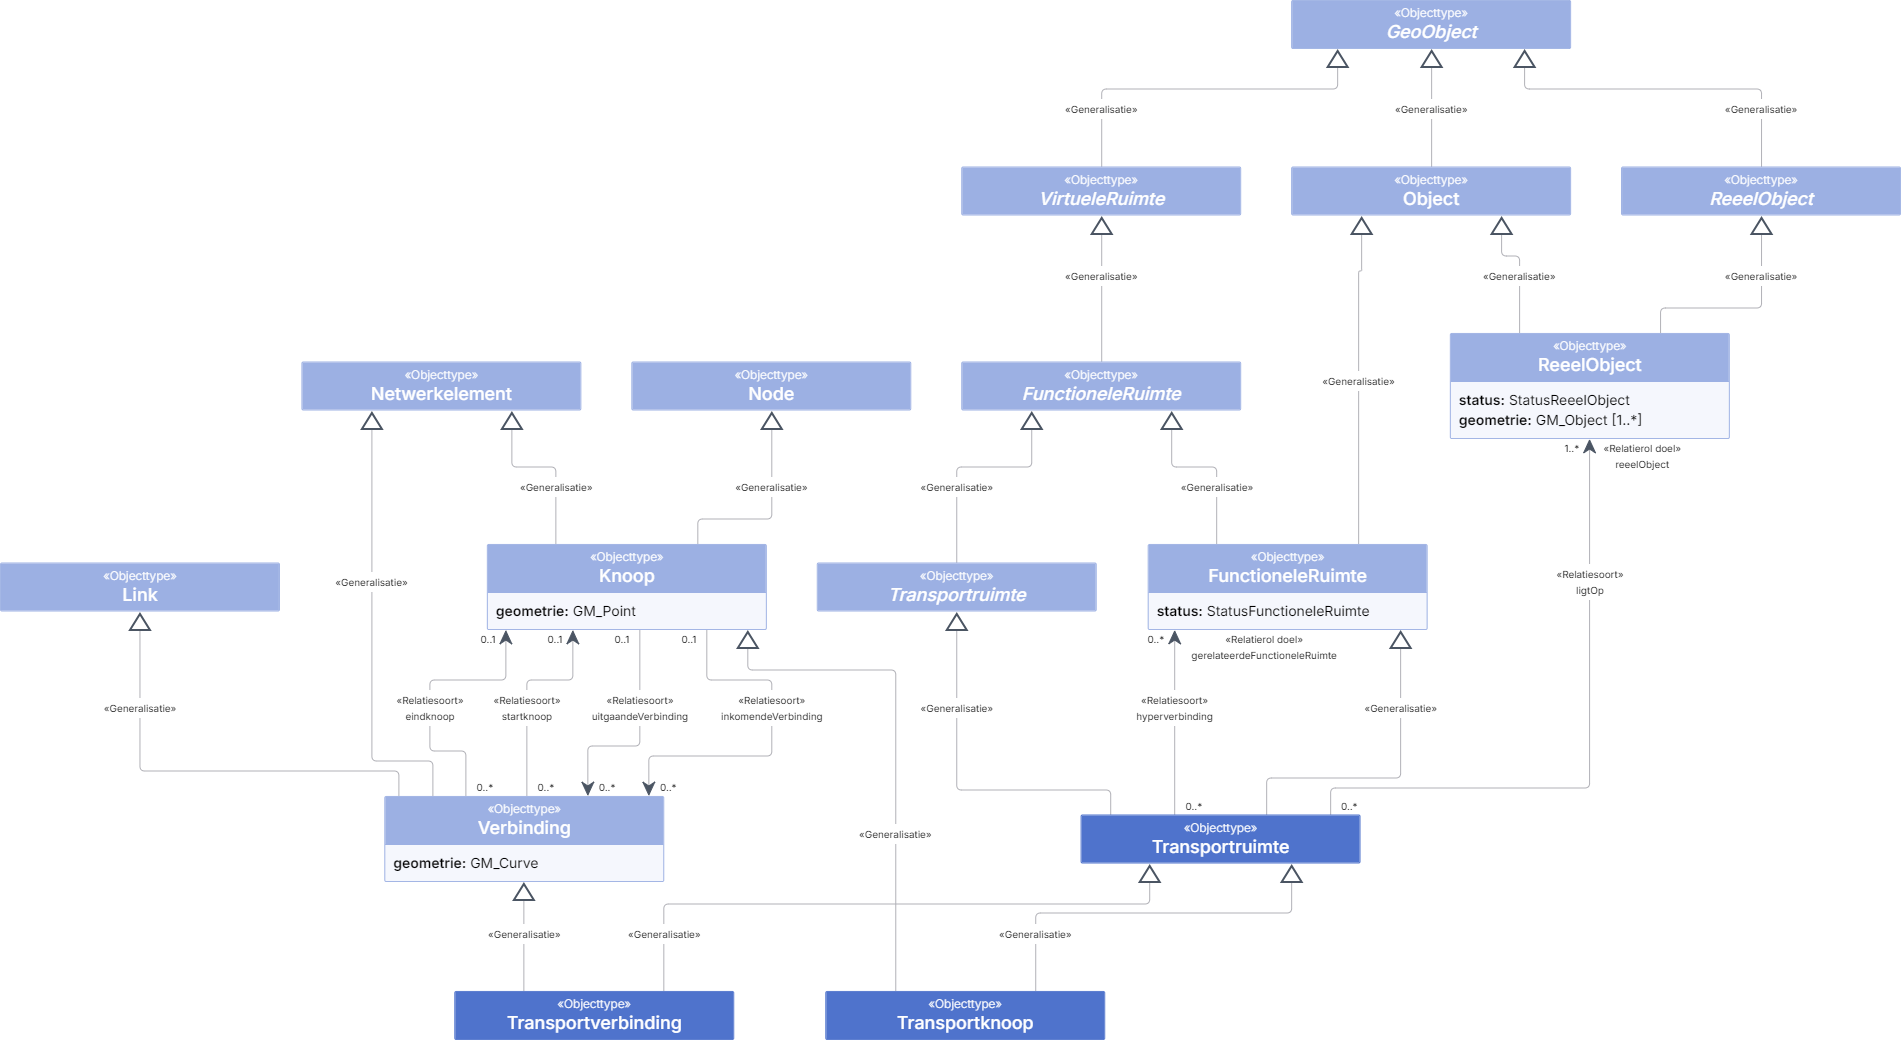 «Objecttype»
GeoObject
«Generalisatie»
«Generalisatie»
«Generalisatie»
«Objecttype»
VirtueleRuimte
«Objecttype»
Object
«Objecttype»
ReeelObject
«Generalisatie»
«Generalisatie»
«Generalisatie»
«Objecttype»
ReeelObject
status: StatusReeelObject
geometrie: GM_Object [1..*]
«Objecttype»
Netwerkelement
«Objecttype»
Node
«Objecttype»
FunctioneleRuimte
«Generalisatie»
1..*
«Relatierol doel»
reeelObject
«Generalisatie»
«Generalisatie»
«Generalisatie»
«Generalisatie»
«Objecttype»
Link
«Generalisatie»
«Objecttype»
Knoop
geometrie: GM_Point
«Objecttype»
Transportruimte
«Objecttype»
FunctioneleRuimte
status: StatusFunctioneleRuimte
«Relatiesoort»
ligtOp
0..1
0..1
0..1
0..1
0..*
«Relatierol doel»
gerelateerdeFunctioneleRuimte
«Generalisatie»
«Relatiesoort»
eindknoop
«Relatiesoort»
startknoop
«Relatiesoort»
uitgaandeVerbinding
«Relatiesoort»
inkomendeVerbinding
«Generalisatie»
«Relatiesoort»
hyperverbinding
«Generalisatie»
0..*
0..*
0..*
0..*
0..*
0..*
«Objecttype»
Verbinding
geometrie: GM_Curve
«Generalisatie»
«Objecttype»
Transportruimte
«Generalisatie»
«Generalisatie»
«Generalisatie»
«Objecttype»
Transportverbinding
«Objecttype»
Transportknoop